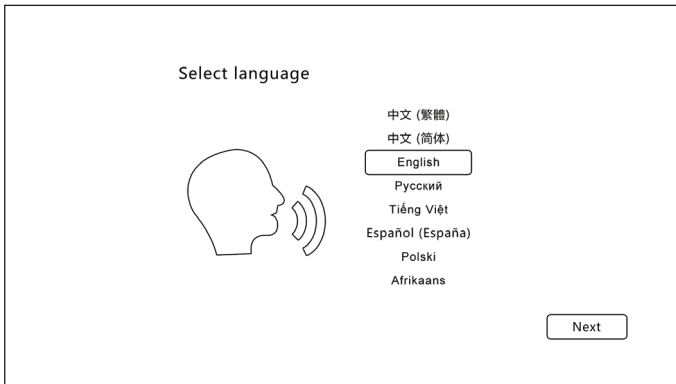 Select language
中文 (繁體)
中文 (简体)
English
Русский
Tiếng Việt
Español (España)
Polski
Afrikaans
Next